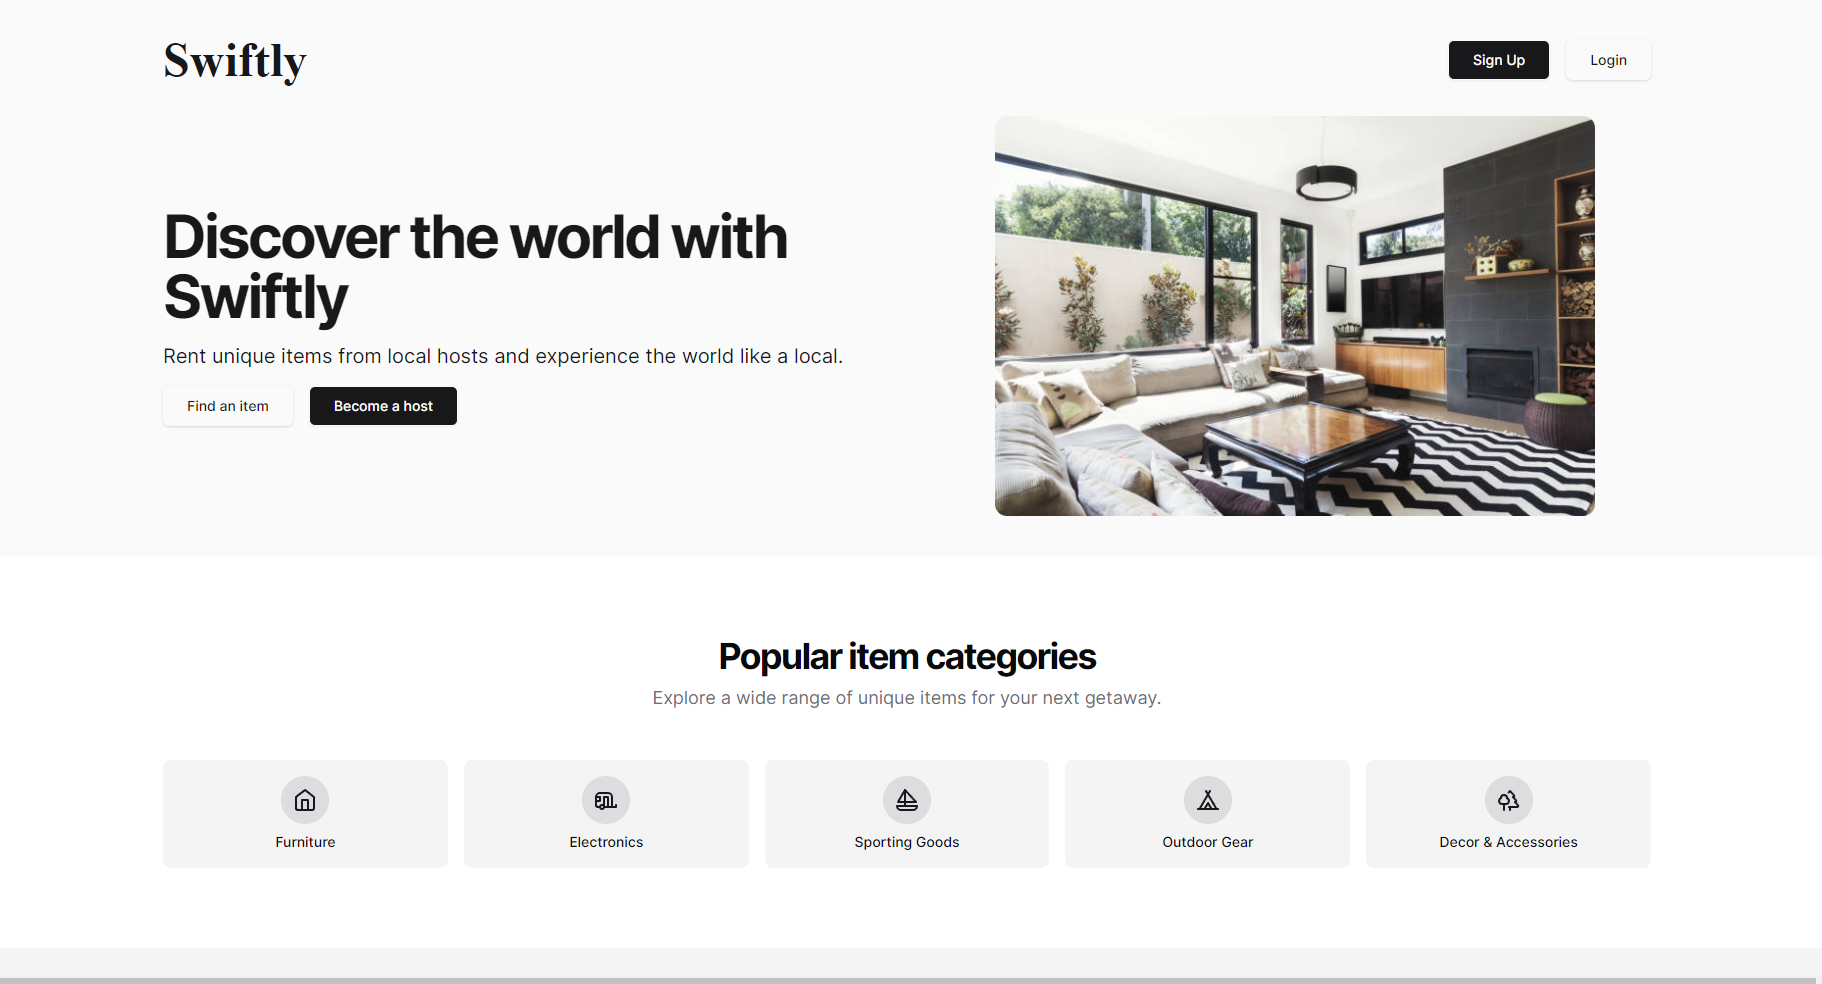 Swiftly
Sign Up
Login
Discover the world with
Swiftly
Rent unique items from local hosts and experience the world like a local.
Find an item
Become a host
Popular item categories
Explore a wide range of unique items for your next getaway.
Furniture
Electronics
Sporting Goods
Outdoor Gear
Decor & Accessories